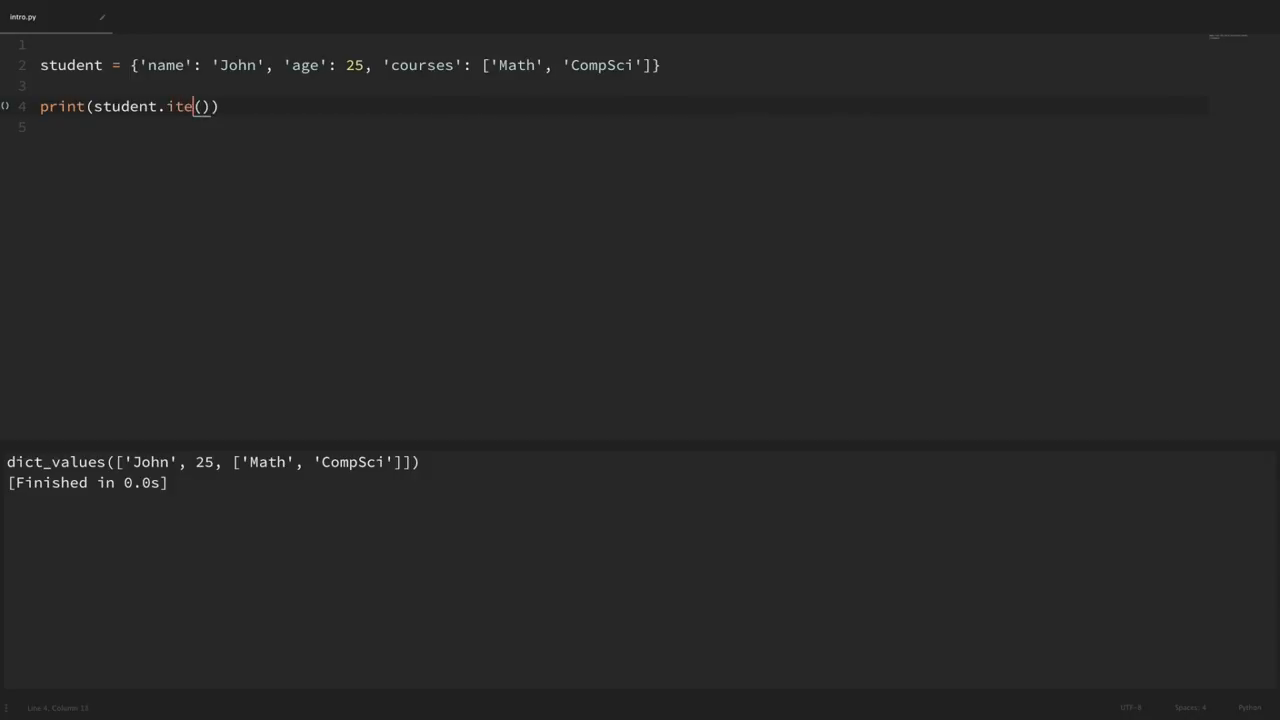 intro.py
1
2 student = {'name': 'John', 'age': 25, 'courses': ['Math', 'CompSci']}
3
4 print(student.ite())
5
dict_values(['John', 25, ['Math', 'CompSci']])
[Finished in 0.0s]
Line 4, Column 13 UTF-8 Spaces: 4 Python